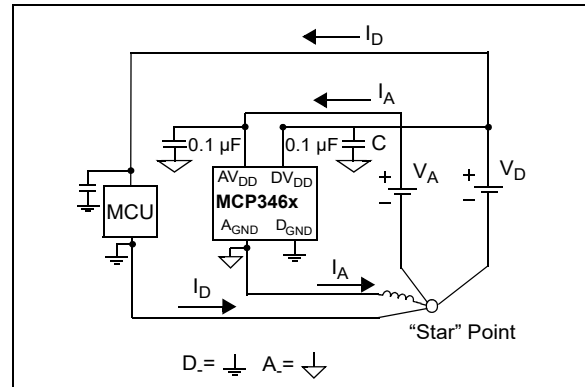 I_D
I_A
0.1 µF
0.1 µF
C
AV_DD
DV_DD
V_A
V_D
+
+
–
–
MCP346x
MCU
A_GND
D_GND
I_A
I_D
"Star" Point
D_-=
A_-=